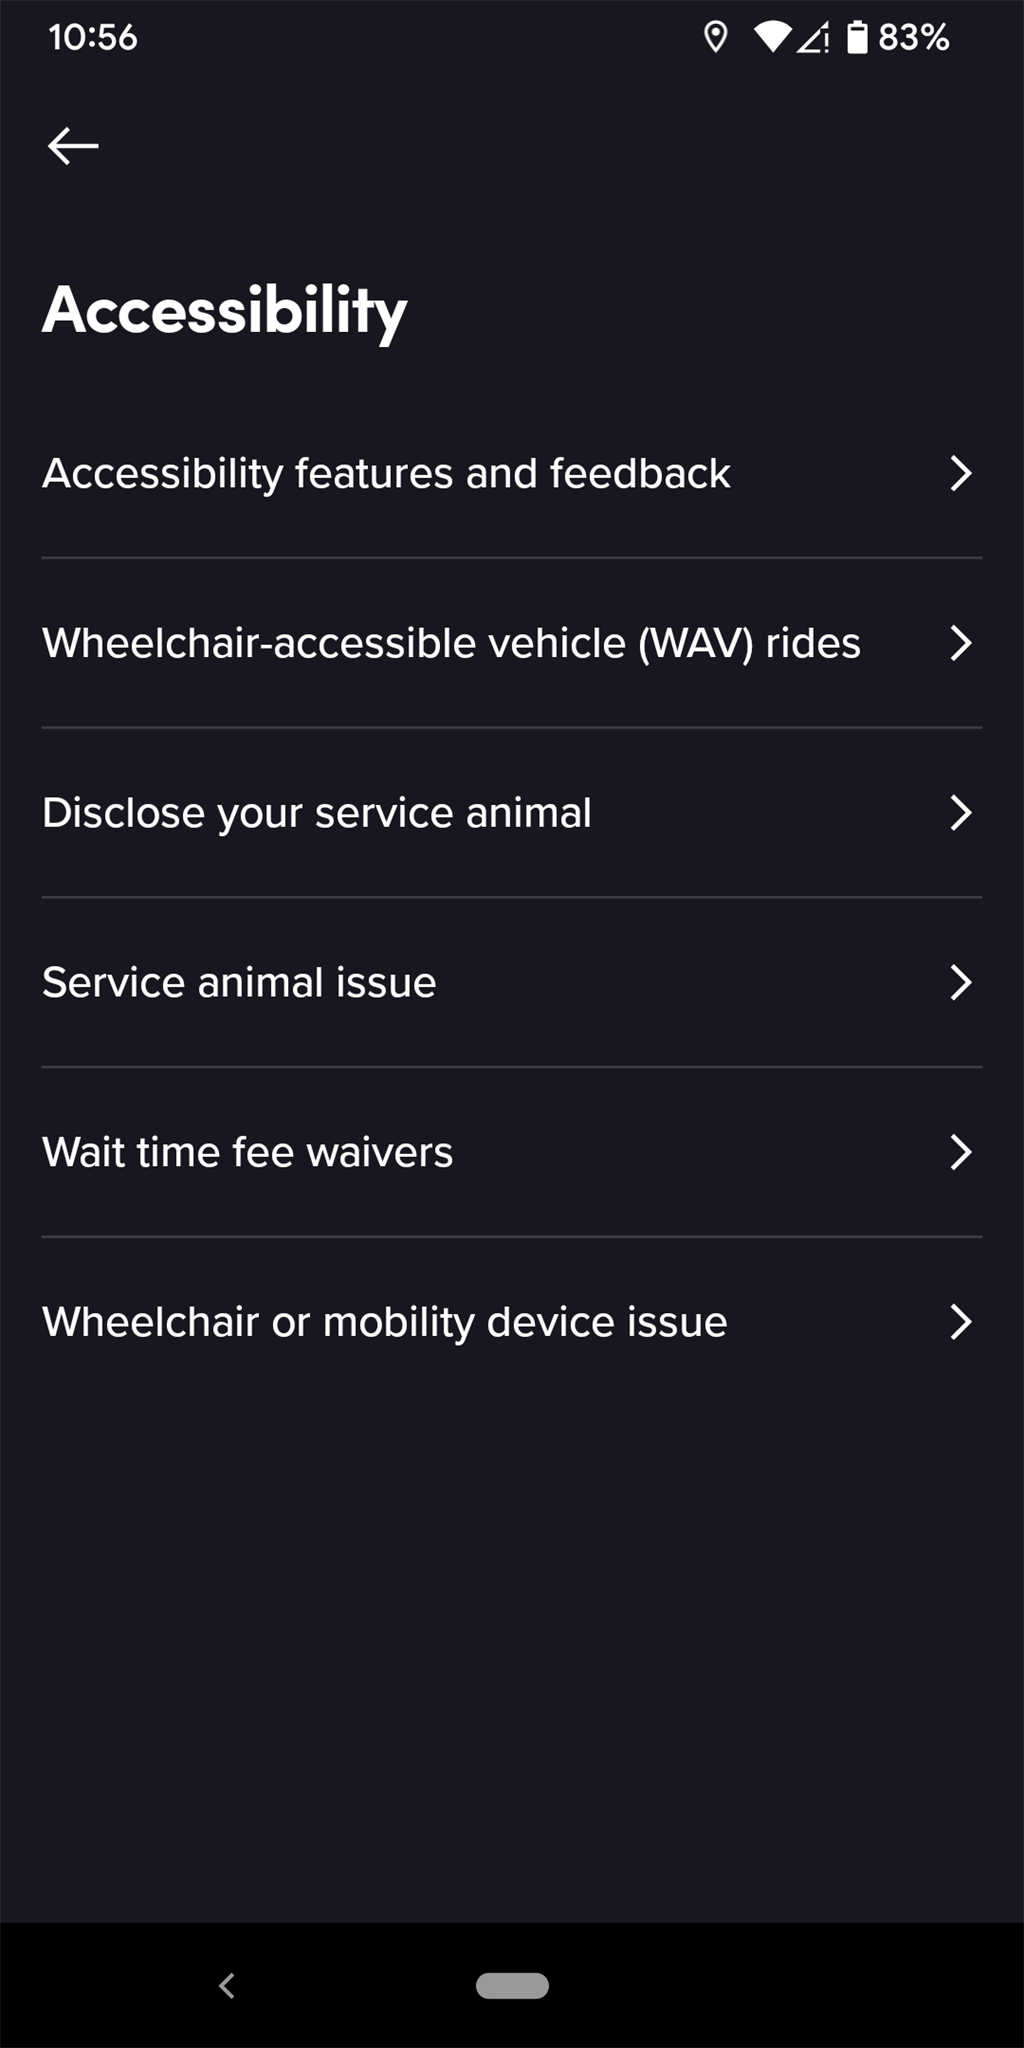 10:56 83%
Accessibility
Accessibility features and feedback
Wheelchair-accessible vehicle (WAV) rides
Disclose your service animal
Service animal issue
Wait time fee waivers
Wheelchair or mobility device issue